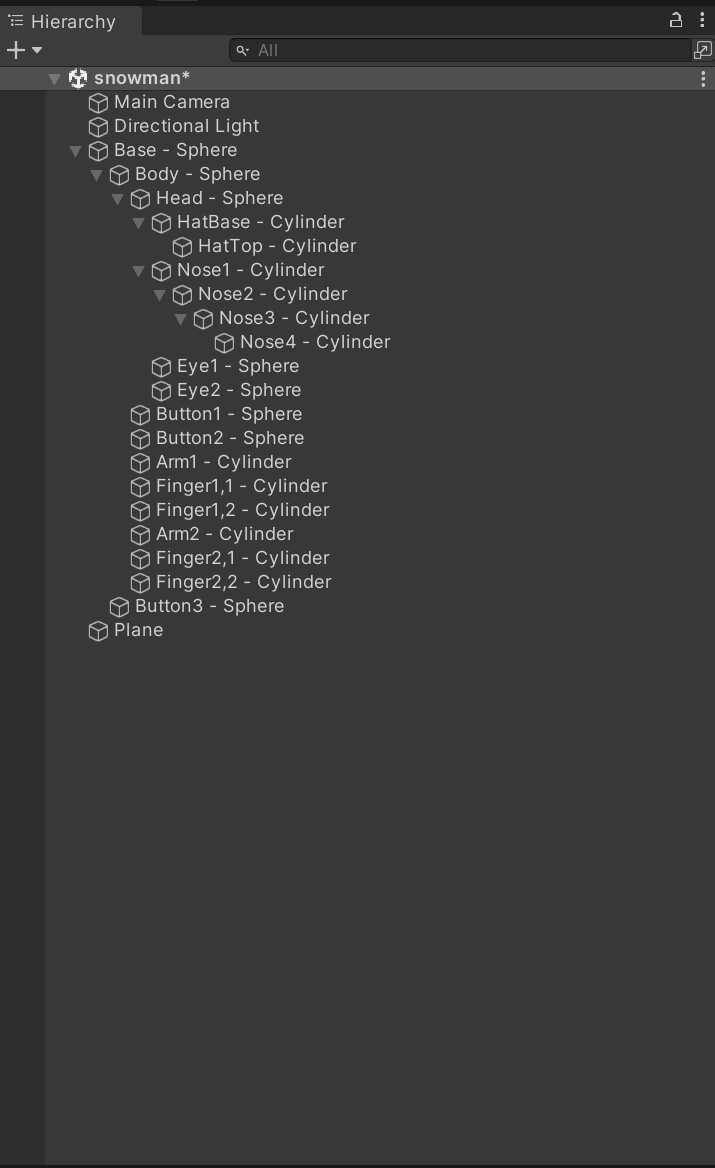 Hierarchy
All
snowman*
Main Camera
Directional Light
Base - Sphere
Body - Sphere
Head - Sphere
HatBase - Cylinder
HatTop - Cylinder
Nose1 - Cylinder
Nose2 - Cylinder
Nose3 - Cylinder
Nose4 - Cylinder
Eye1 - Sphere
Eye2 - Sphere
Button1 - Sphere
Button2 - Sphere
Arm1 - Cylinder
Finger1,1 - Cylinder
Finger1,2 - Cylinder
Arm2 - Cylinder
Finger2,1 - Cylinder
Finger2,2 - Cylinder
Button3 - Sphere
Plane